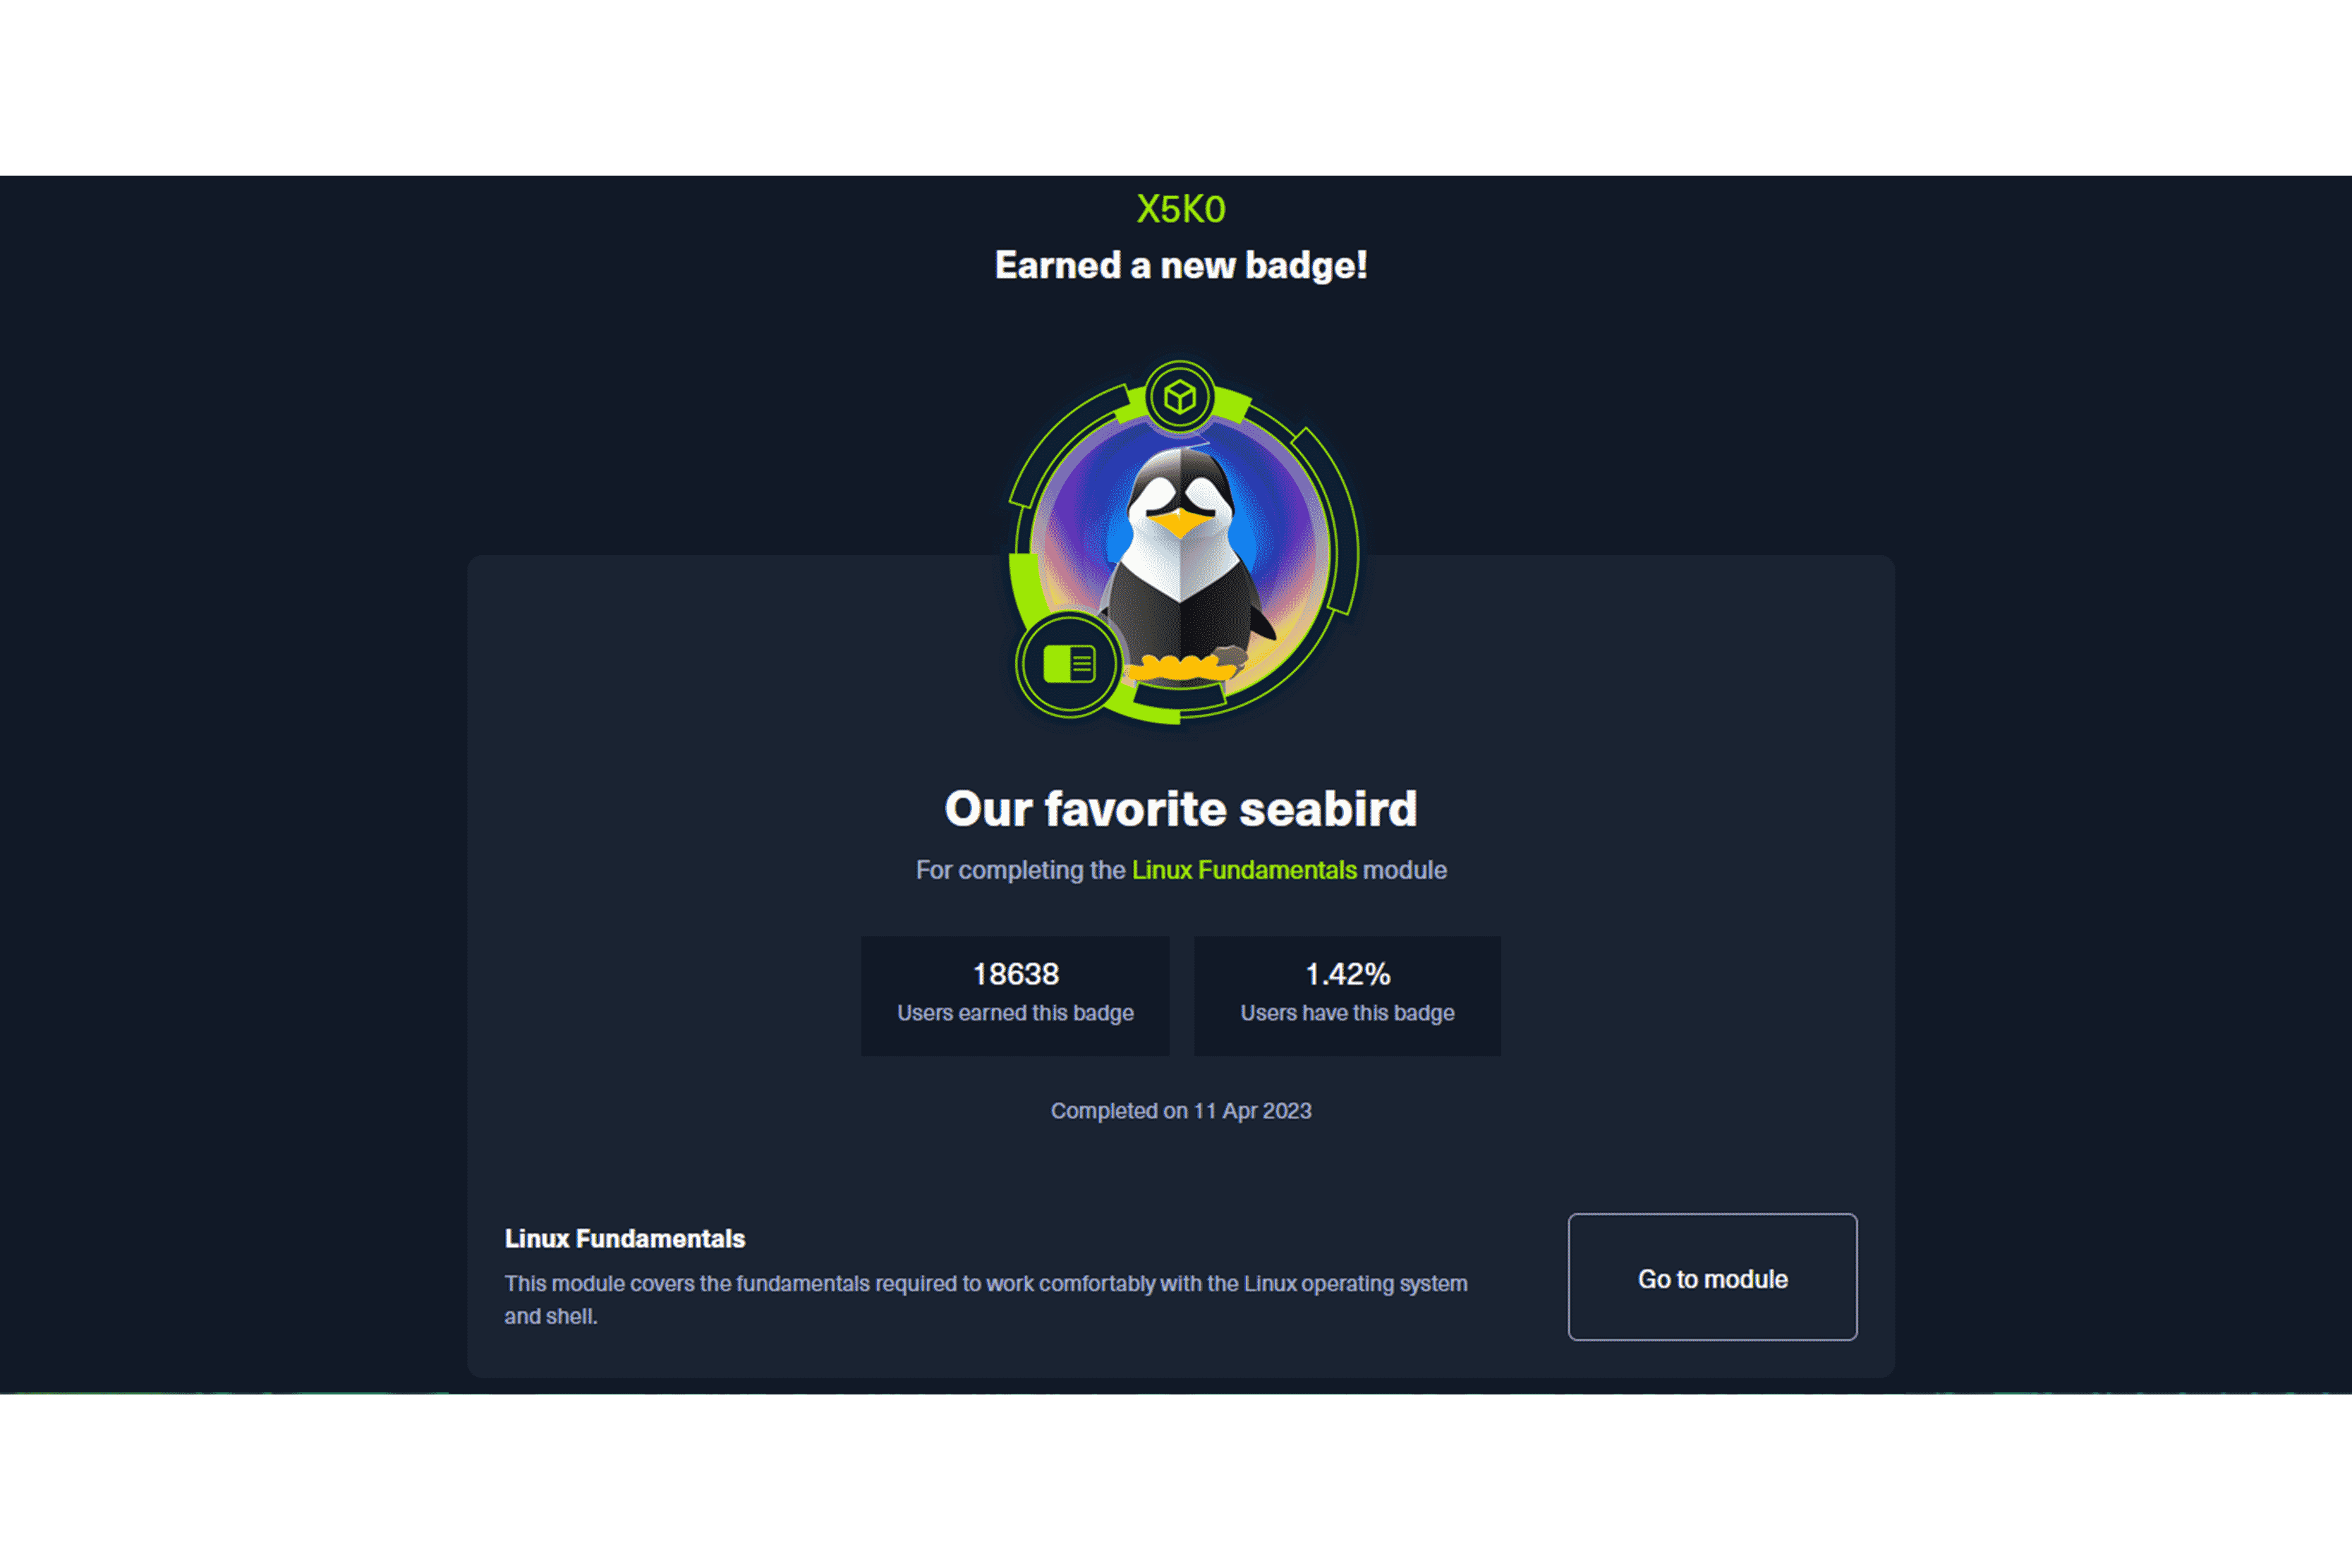 X5K0
Earned a new badge!
Our favorite seabird
For completing the Linux Fundamentals module
18638
Users earned this badge
1.42%
Users have this badge
Completed on 11 Apr 2023
Linux Fundamentals
This module covers the fundamentals required to work comfortably with the Linux operating system
and shell.
Go to module